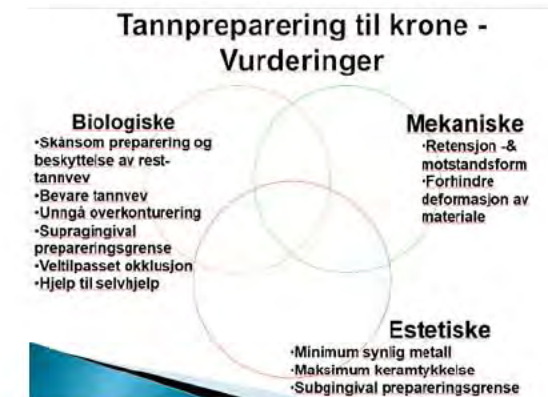 Tannpreparering til krone -
Vurderinger
Biologiske
•Skånsom preparering og
beskyttelse av rest-
tannvev
•Bevare tannvev
•Unngå overkonturering
•Supragingival
prepareringsgrense
•Veltilpasset okklusjon
•Hjelp til selvhjelp
Mekaniske
•Retensjon -&
motstandsform
•Forhindre
deformasjon av
materiale
Estetiske
•Minimum synlig metall
•Maksimum keramtykkelse
•Subgingival prepareringsgrense